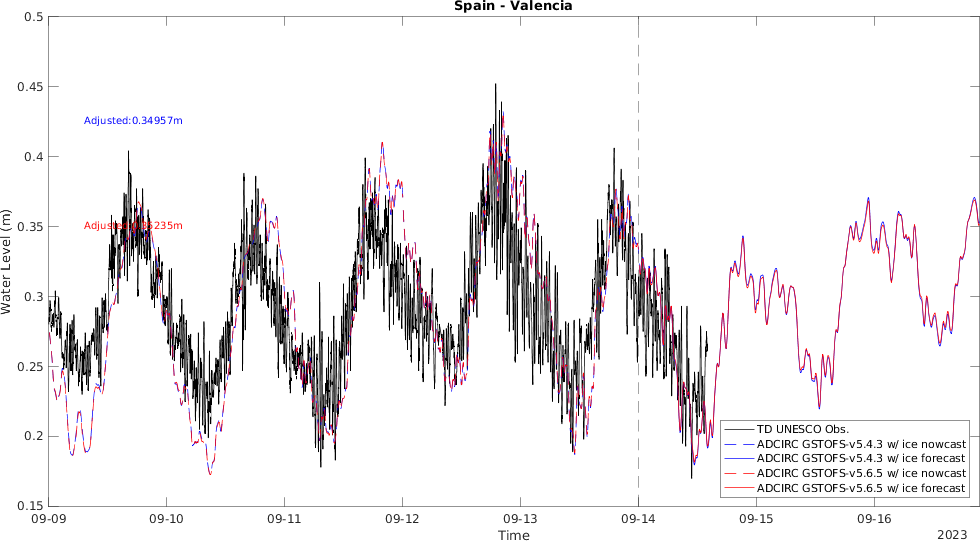 Spain - Valencia
0.5
0.45
0.4
0.35
0.3
0.25
0.2
0.15
Water Level (m)
Adjusted:0.34957m
Adjusted:0.35235m
TD UNESCO Obs.
ADCIRC GSTOFS-v5.4.3 w/ ice nowcast
ADCIRC GSTOFS-v5.4.3 w/ ice forecast
ADCIRC GSTOFS-v5.6.5 w/ ice nowcast
ADCIRC GSTOFS-v5.6.5 w/ ice forecast
09-09 09-10 09-11 09-12 09-13 09-14 09-15 09-16
Time
2023